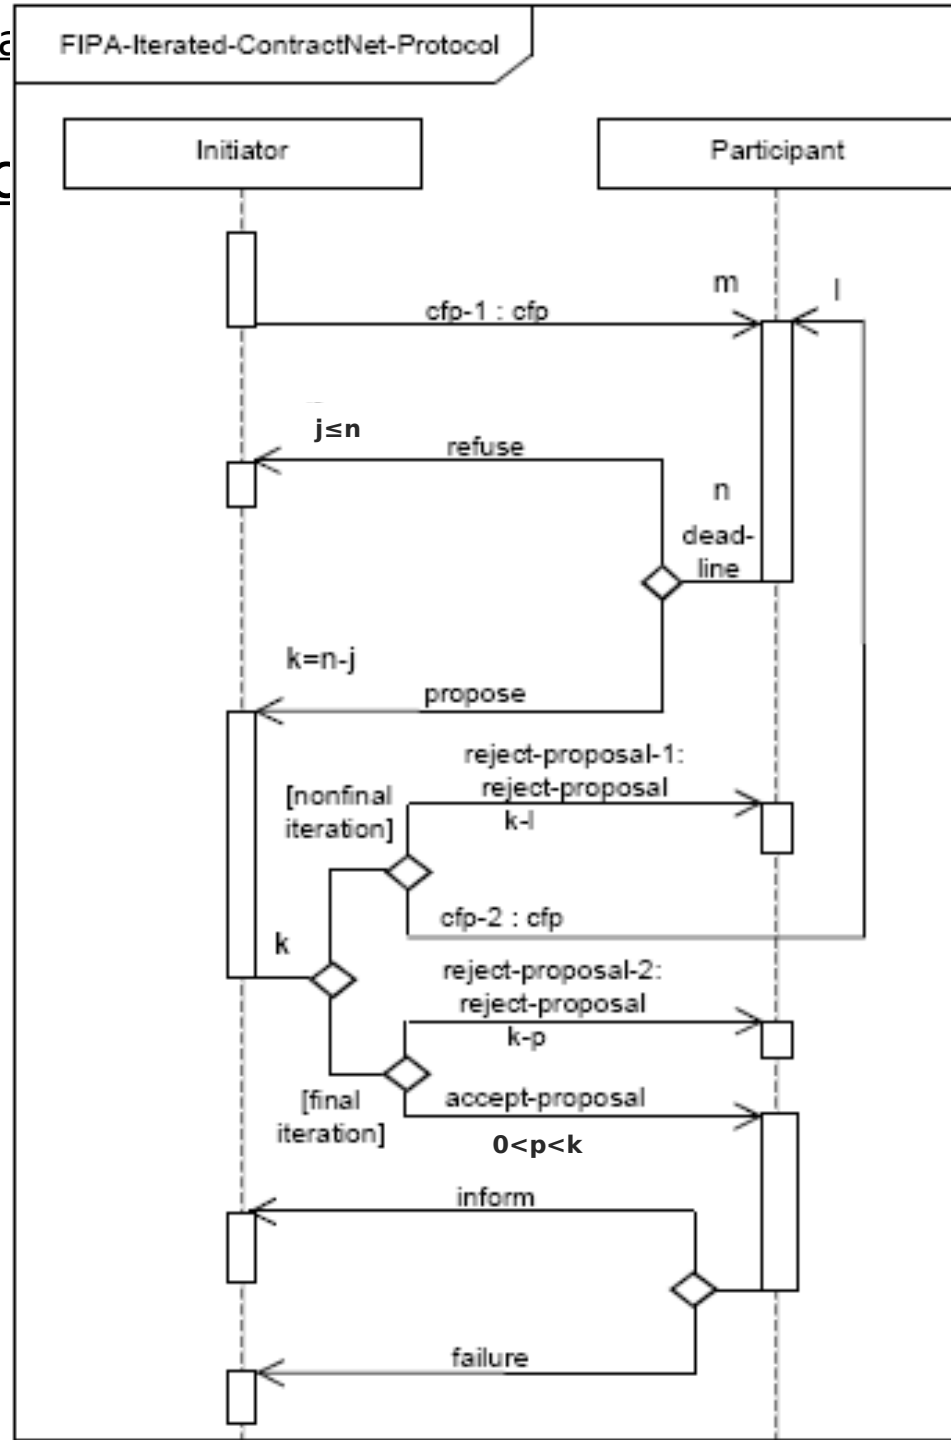 FIPA-Iterated-ContractNet-Protocol
Initiator
Participant
m
l
cfp-1 : cfp
j≤n
refuse
n
dead-
line
k=n-j
propose
reject-proposal-1:
reject-proposal
k-l
[nonfinal
iteration]
cfp-2 : cfp
k
reject-proposal-2:
reject-proposal
k-p
[final
iteration]
accept-proposal
0<p<k
inform
failure